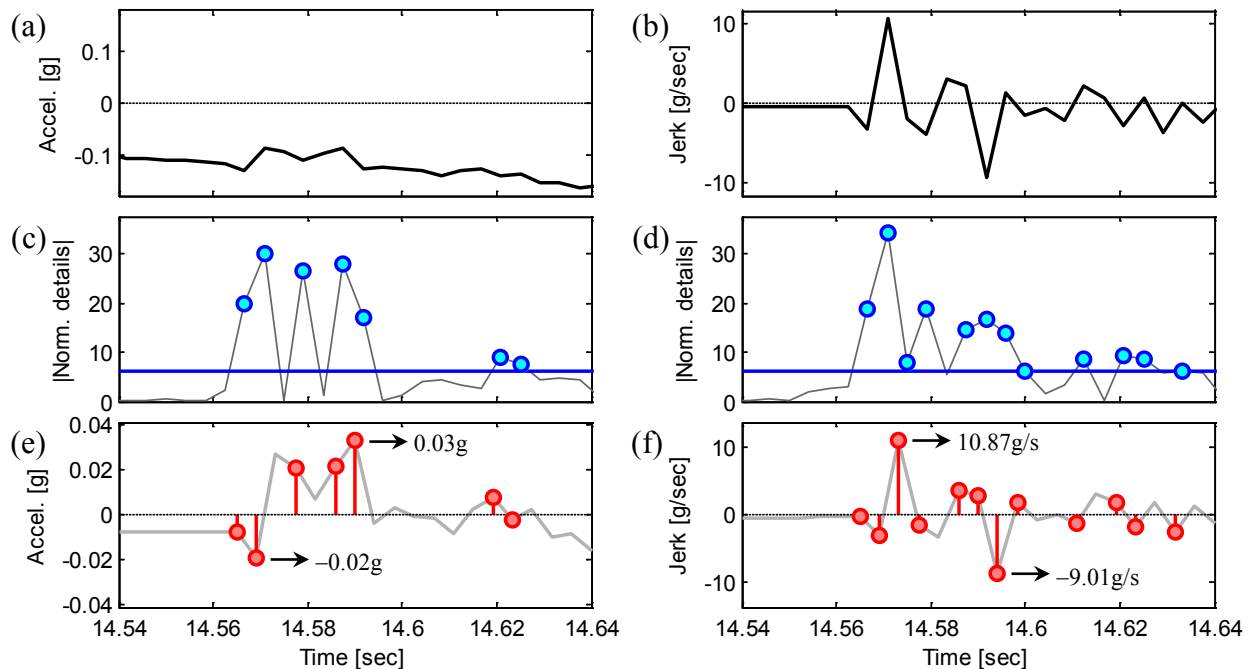 (a)
Accel. [g]
0.1
0
-0.1
(b)
Jerk [g/sec]
10
0
-10
(c)
|Norm. details|
30
20
10
0
(d)
|Norm. details|
30
20
10
0
(e)
Accel. [g]
0.04
0.02
0
-0.02
-0.04
0.03g
−0.02g
14.54 14.56 14.58 14.6 14.62 14.64
Time [sec]
(f)
Jerk [g/sec]
10
0
-10
10.87g/s
−9.01g/s
14.54 14.56 14.58 14.6 14.62 14.64
Time [sec]